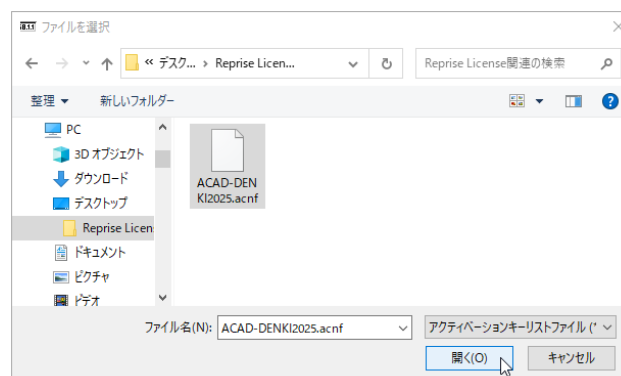 ファイルを選択
« デスク... › Reprise Licen...
Reprise License関連の検索
整理 新しいフォルダー
PC
3D オブジェクト
ダウンロード
デスクトップ
Reprise Licen
ドキュメント
ピクチャ
ビデオ
ACAD-DEN
KI2025.acnf
ファイル名(N): ACAD-DENKI2025.acnf
アクティベーションキーリストファイル (*
開く(O) キャンセル